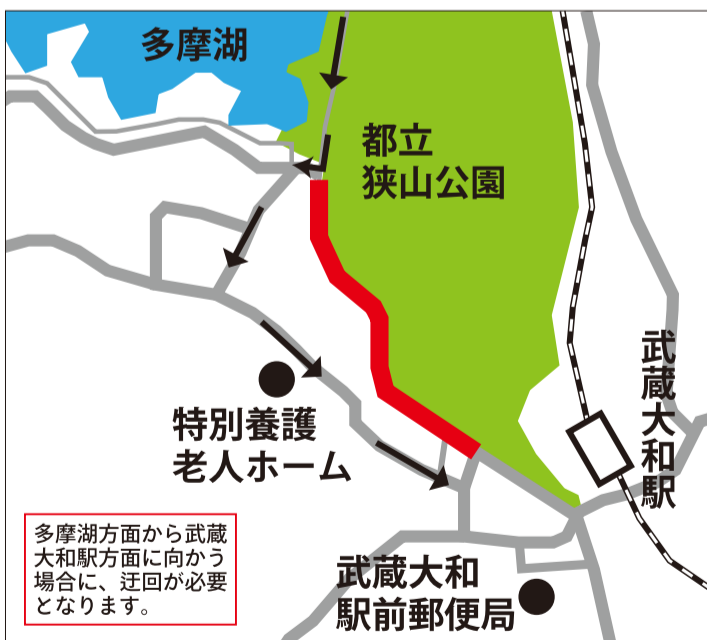 多摩湖
都立
狭山公園
武蔵大和駅
特別養護
老人ホーム
多摩湖方面から武蔵
大和駅方面に向かう
場合に、迂回が必要
となります。
武蔵大和
駅前郵便局